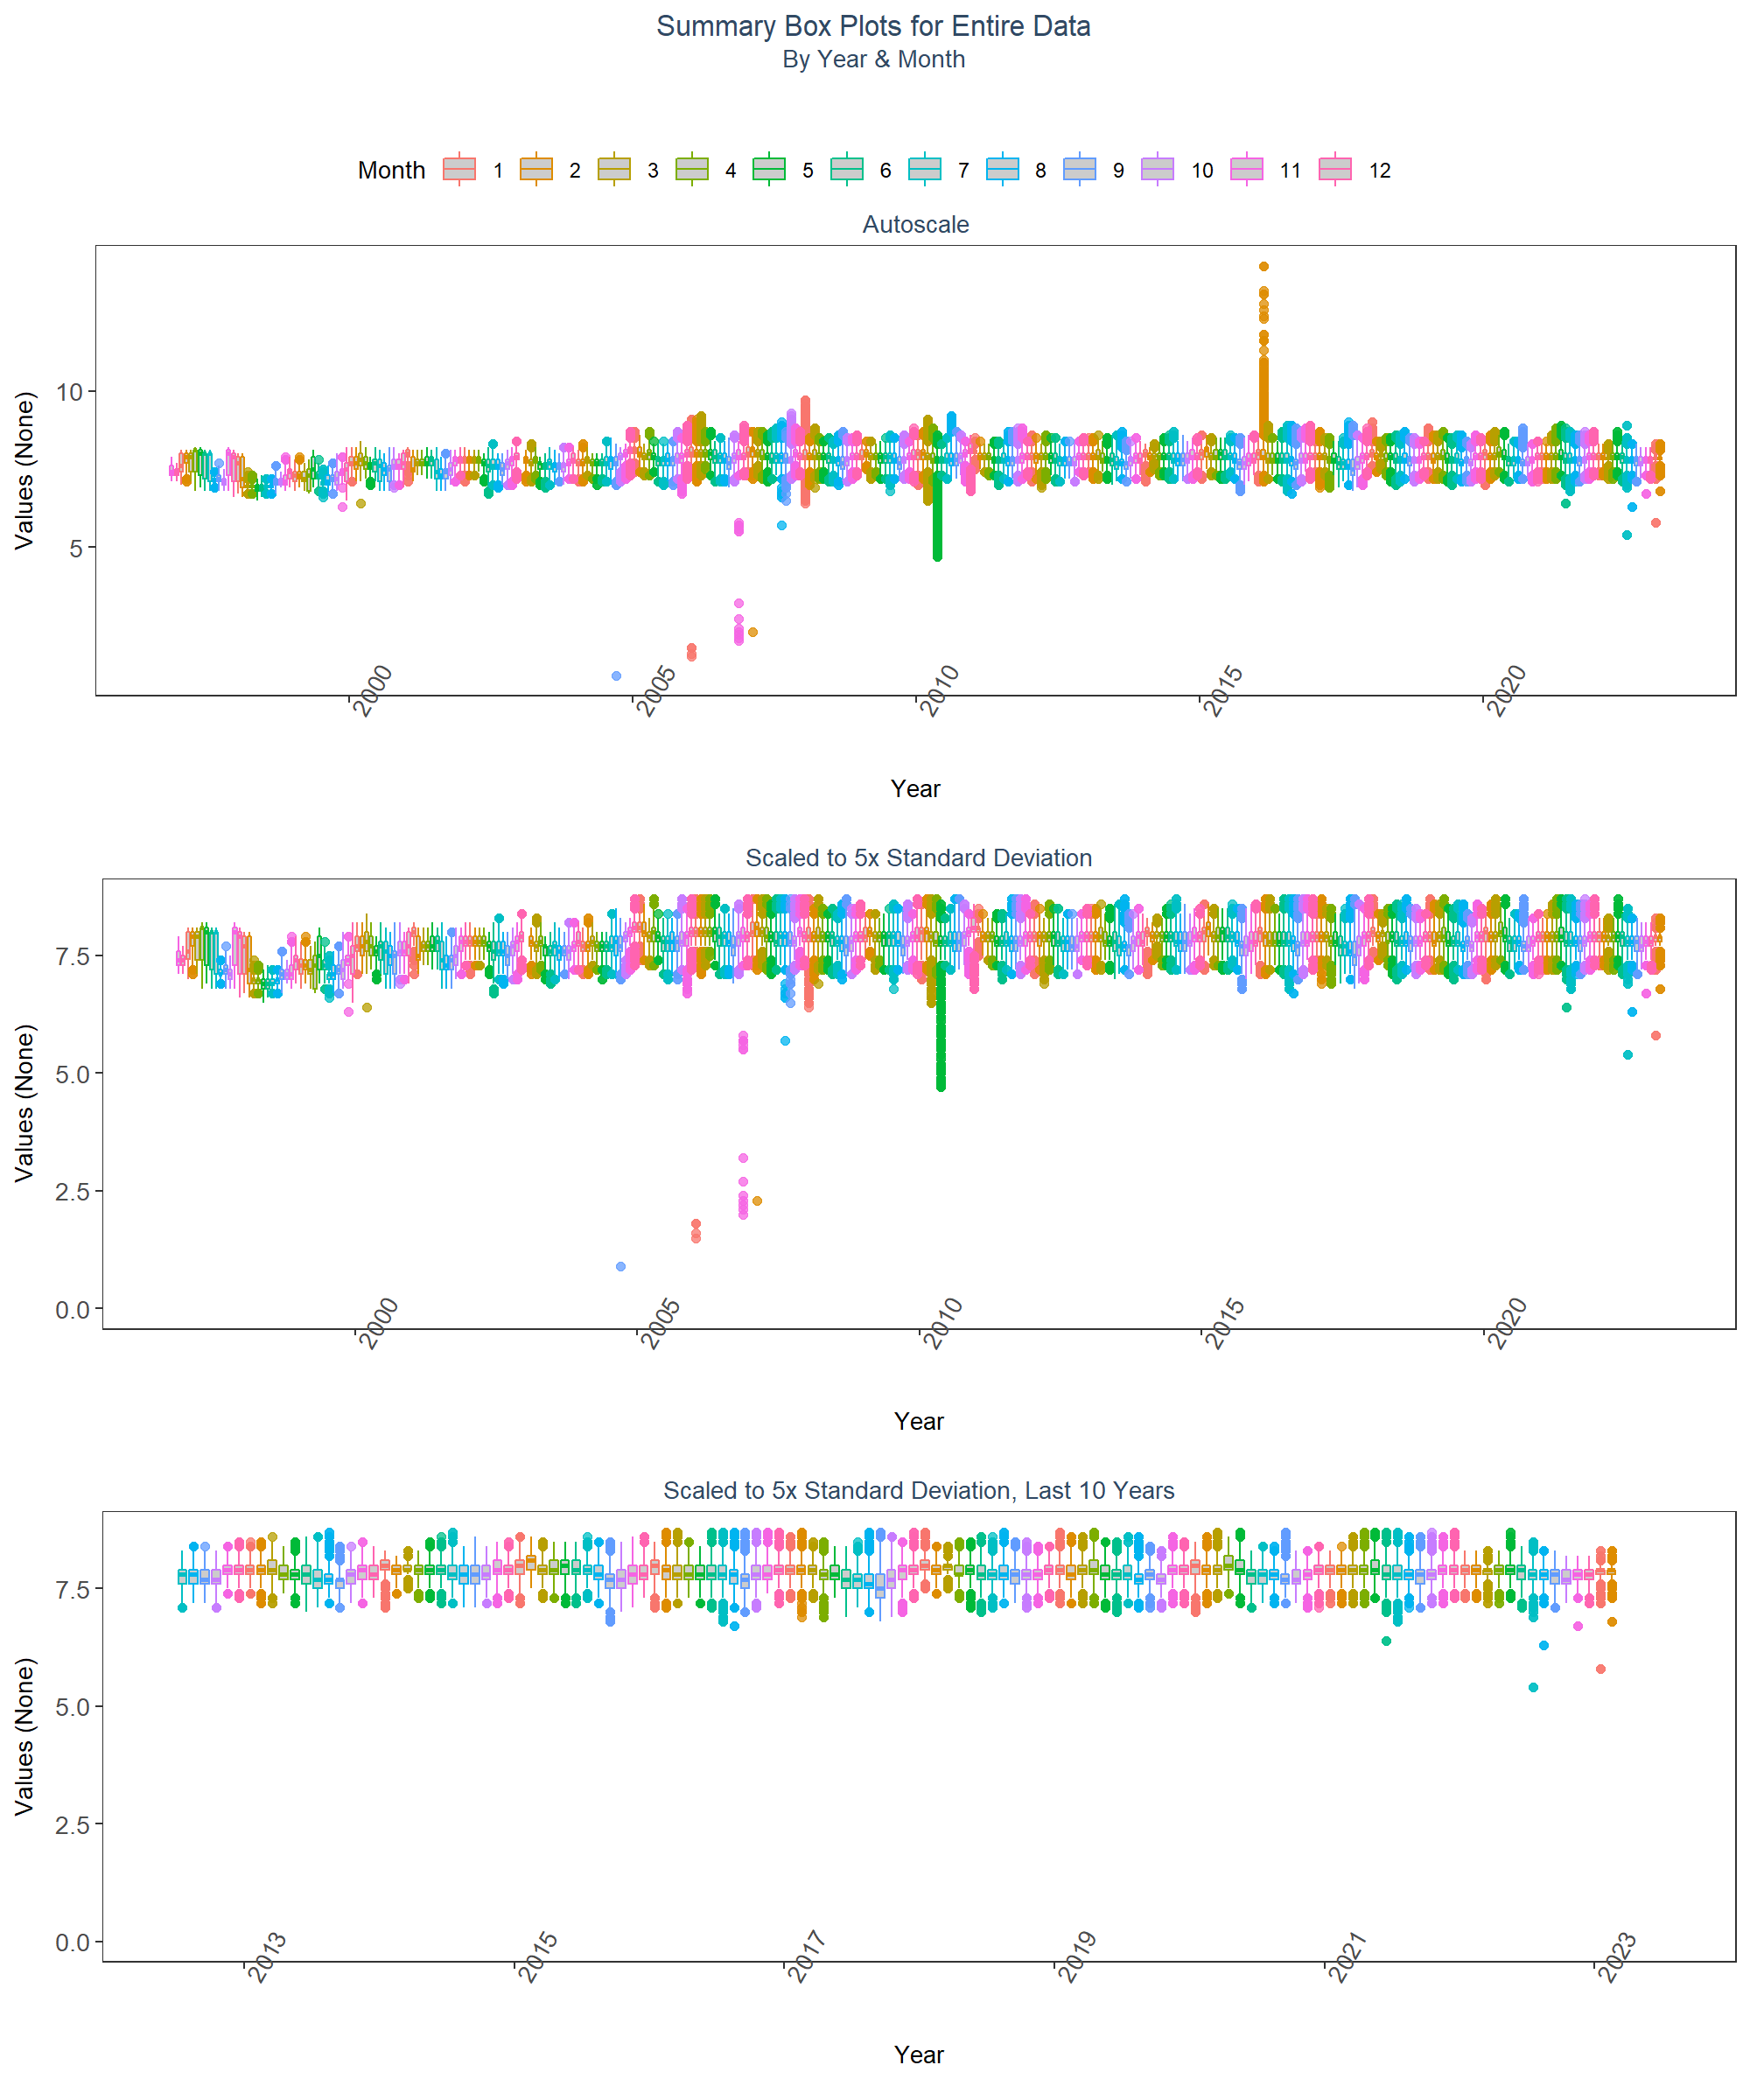 Summary Box Plots for Entire Data
By Year & Month
Month 1 2 3 4 5 6 7 8 9 10 11 12
Autoscale
Values (None)
10
5
2000 2005 2010 2015 2020
Year
Scaled to 5x Standard Deviation
Values (None)
7.5
5.0
2.5
0.0
2000 2005 2010 2015 2020
Year
Scaled to 5x Standard Deviation, Last 10 Years
Values (None)
7.5
5.0
2.5
0.0
2013 2015 2017 2019 2021 2023
Year